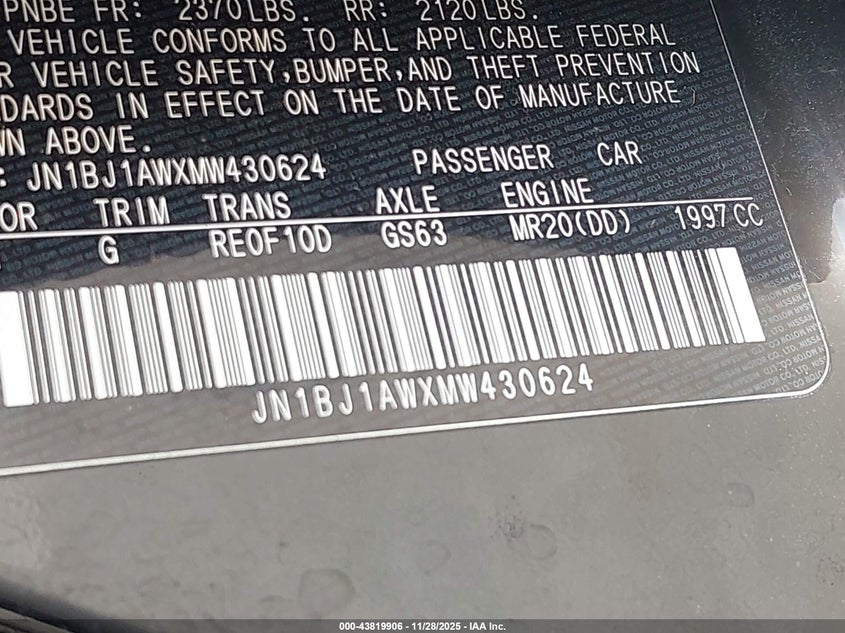 PNBE FR: 2370LBS. RR: 2120LBS.
VEHICLE CONFORMS TO ALL APPLICABLE FEDERAL
R VEHICLE SAFETY,BUMPER,AND THEFT PREVENTION
DARDS IN EFFECT ON THE DATE OF MANUFACTURE
WN ABOVE.
: JN1BJ1AWXMW430624 PASSENGER CAR
OR TRIM TRANS AXLE ENGINE
G RE0F10D GS63 MR20(DD) 1997CC
JN1BJ1AWXMW430624
000-43819906 | 11/28/2025 - IAA Inc.